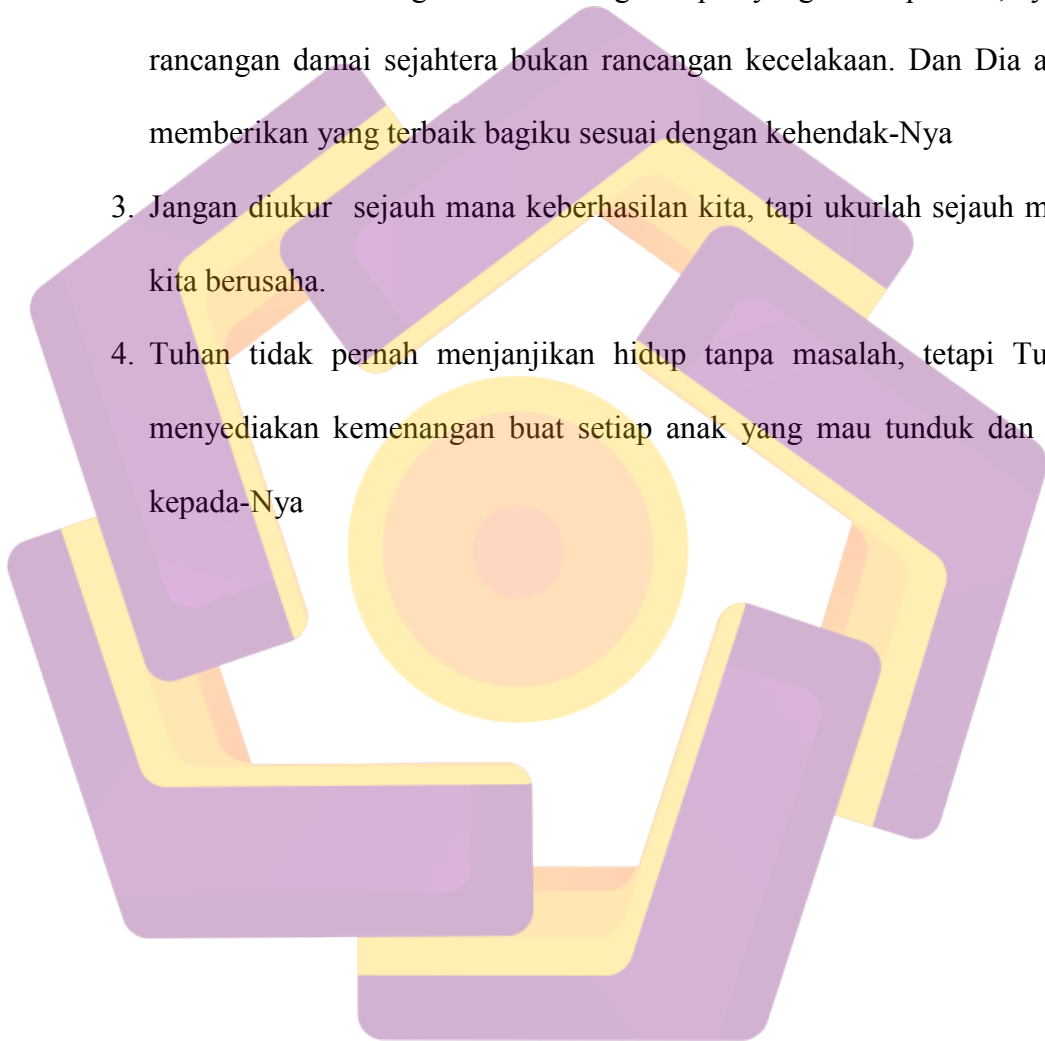 rancangan damai sejahtera bukan rancangan kecelakaan. Dan Dia
memberikan yang terbaik bagiku sesuai dengan kehendak-Nya
3. Jangan diukur sejauh mana keberhasilan kita, tapi ukurlah sejauh
kita berusaha.
4. Tuhan tidak pernah menjanjikan hidup tanpa masalah, tetapi
menyediakan kemenangan buat setiap anak yang mau tunduk dan
kepada-Nya